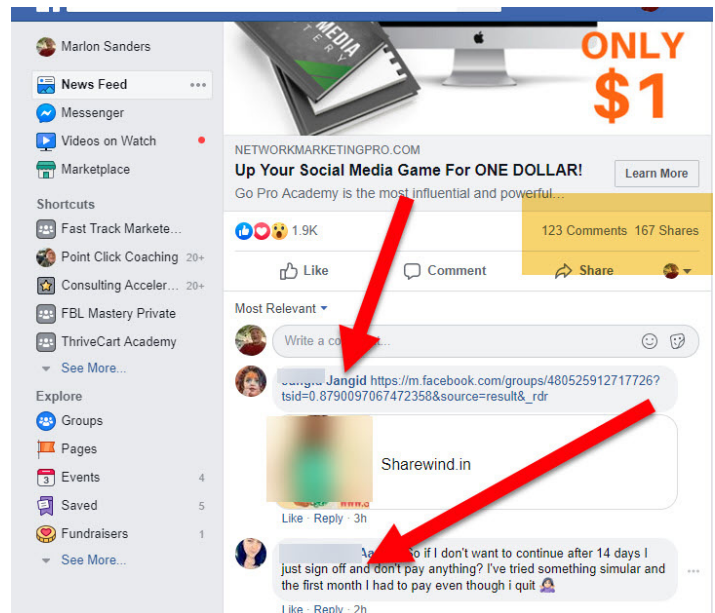 Marlon Sanders
News Feed
Messenger
Videos on Watch
Marketplace
Shortcuts
Fast Track Markete...
Point Click Coaching 20+
Consulting Acceler... 20+
FBL Mastery Private
ThriveCart Academy
See More...
Explore
Groups
Pages
Events 4
Saved 5
Fundraisers 1
See More...
MEDIA
ONLY
$1
NETWORKMARKETINGPRO.COM
Up Your Social Media Game For ONE DOLLAR!
Learn More
Go Pro Academy is the most influential and powerful...
1.9K
123 Comments 167 Shares
Like Comment Share
Most Relevant
Write a
Jangid https://m.facebook.com/groups/480525912717726?
tsid=0.8790097067472358&source=result&_rdr
Sharewind.in
Like · Reply · 3h
So if I don't want to continue after 14 days I
just sign off and don't pay anything? I've tried something simular and
the first month I had to pay even though i quit
Like · Reply · 2h